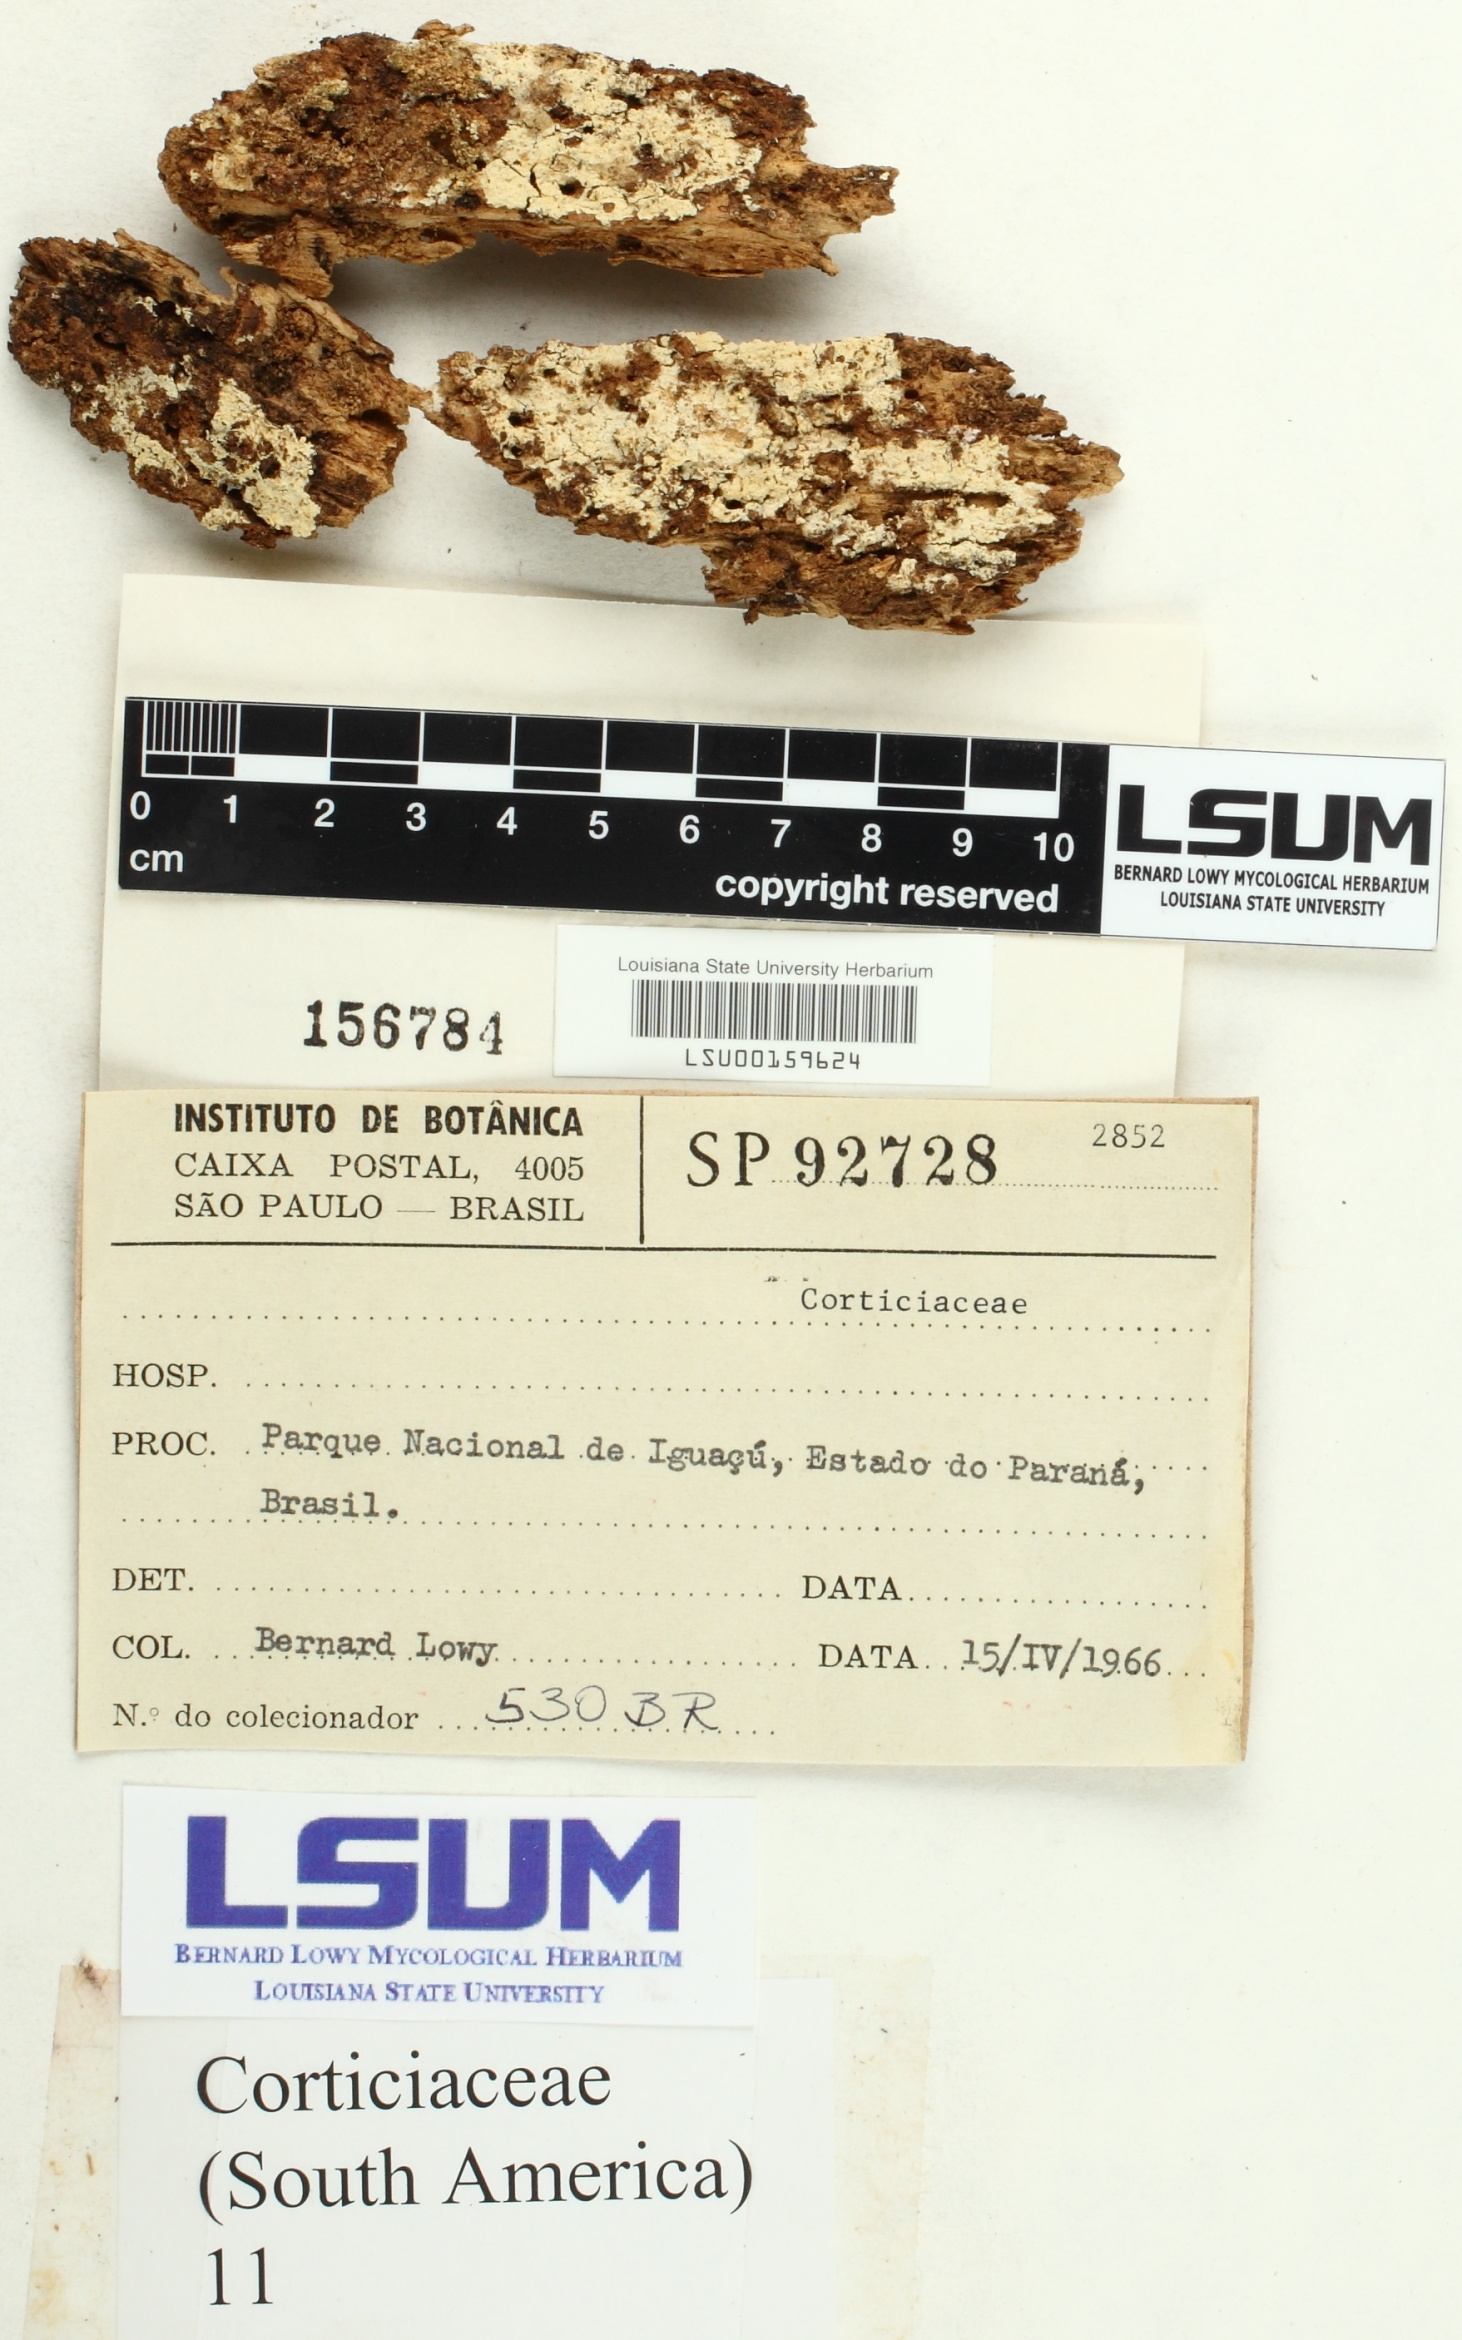 0 1 2 3 4 5 6 7 8 9 10
cm
copyright reserved
LSUM
BERNARD LOWY MYCOLOGICAL HERBARIUM
LOUISIANA STATE UNIVERSITY
Louisiana State University Herbarium
LSU00159624
156784
INSTITUTO DE BOTÂNICA
CAIXA POSTAL, 4005
SÃO PAULO — BRASIL
SP 92728
2852
Corticiaceae
HOSP.
PROC. Parque Nacional de Iguaçú, Estado do Paraná,
Brasil.
DET. DATA
COL. Bernard Lowy DATA 15/IV/1966
N.º do colecionador 530 BR
LSUM
BERNARD LOWY MYCOLOGICAL HERBARIUM
LOUISIANA STATE UNIVERSITY
Corticiaceae
(South America)
11